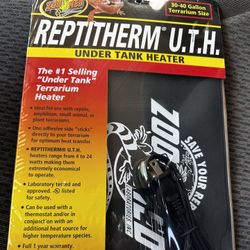 ZOO MED
30-40 Gallon
Terrarium Size
REPTITHERM® U.T.H.
UNDER TANK HEATER
The #1 Selling
"Under Tank"
Terrarium
Heater
• Ideal for use with reptile,
amphibian, small animal, or
plant terrariums
• One adhesive side "sticks"
directly to your terrarium
for optimum heat transfer.
• REPTITHERM® U.T.H.
heaters range from 4 to 24
watts making them
extremely economical
to operate.
• Laboratory tested and
approved. listed
for safety.
• Can be used with a
thermostat and/or in
conjunction with an
additional heat source for
higher temperature species.
• Full 1 year warranty.
ZOO
SAVE YOUR